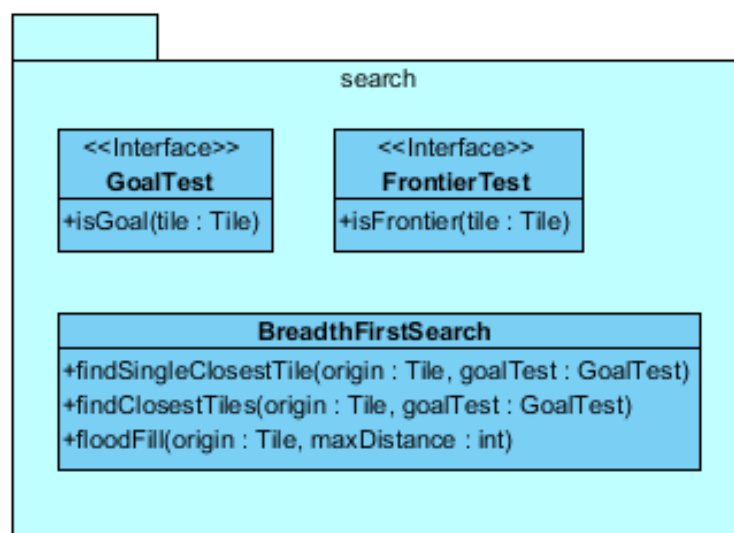 search
<<Interface>>
GoalTest
+isGoal(tile : Tile)
<<Interface>>
FrontierTest
+isFrontier(tile : Tile)
BreadthFirstSearch
+findSingleClosestTile(origin : Tile, goalTest : GoalTest)
+findClosestTiles(origin : Tile, goalTest : GoalTest)
+floodFill(origin : Tile, maxDistance : int)